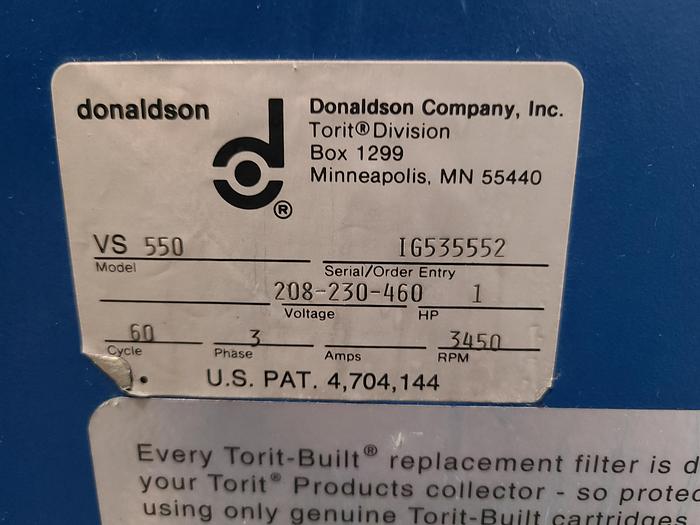 donaldson
Donaldson Company, Inc.
Torit® Division
Box 1299
Minneapolis, MN 55440
d®
VS 550 IG535552
Model Serial/Order Entry
208-230-460 1
Voltage HP
60 3 3450
Cycle Phase Amps RPM
U.S. PAT. 4,704,144
Every Torit-Built® replacement filter is
your Torit® Products collector - so
using only genuine Torit-Built cartridges